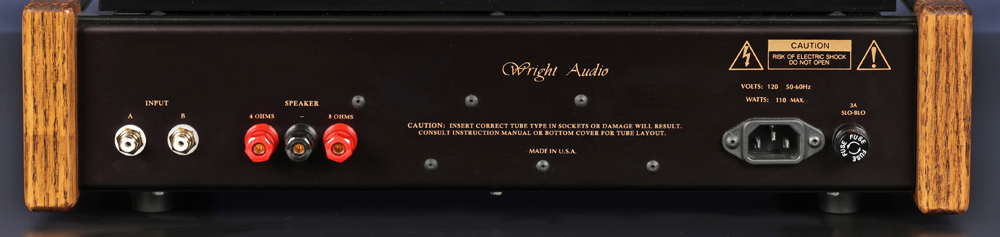 Wright Audio
CAUTION
RISK OF ELECTRIC SHOCK
DO NOT OPEN
VOLTS: 120 50-60Hz
WATTS: 110 MAX.
3A
SLO-BLO
FUSE FUSE FUSE
INPUT
A B
SPEAKER
4 OHMS – 8 OHMS
CAUTION: INSERT CORRECT TUBE TYPE IN SOCKETS OR DAMAGE WILL RESULT.
CONSULT INSTRUCTION MANUAL OR BOTTOM COVER FOR TUBE LAYOUT.
MADE IN U.S.A.